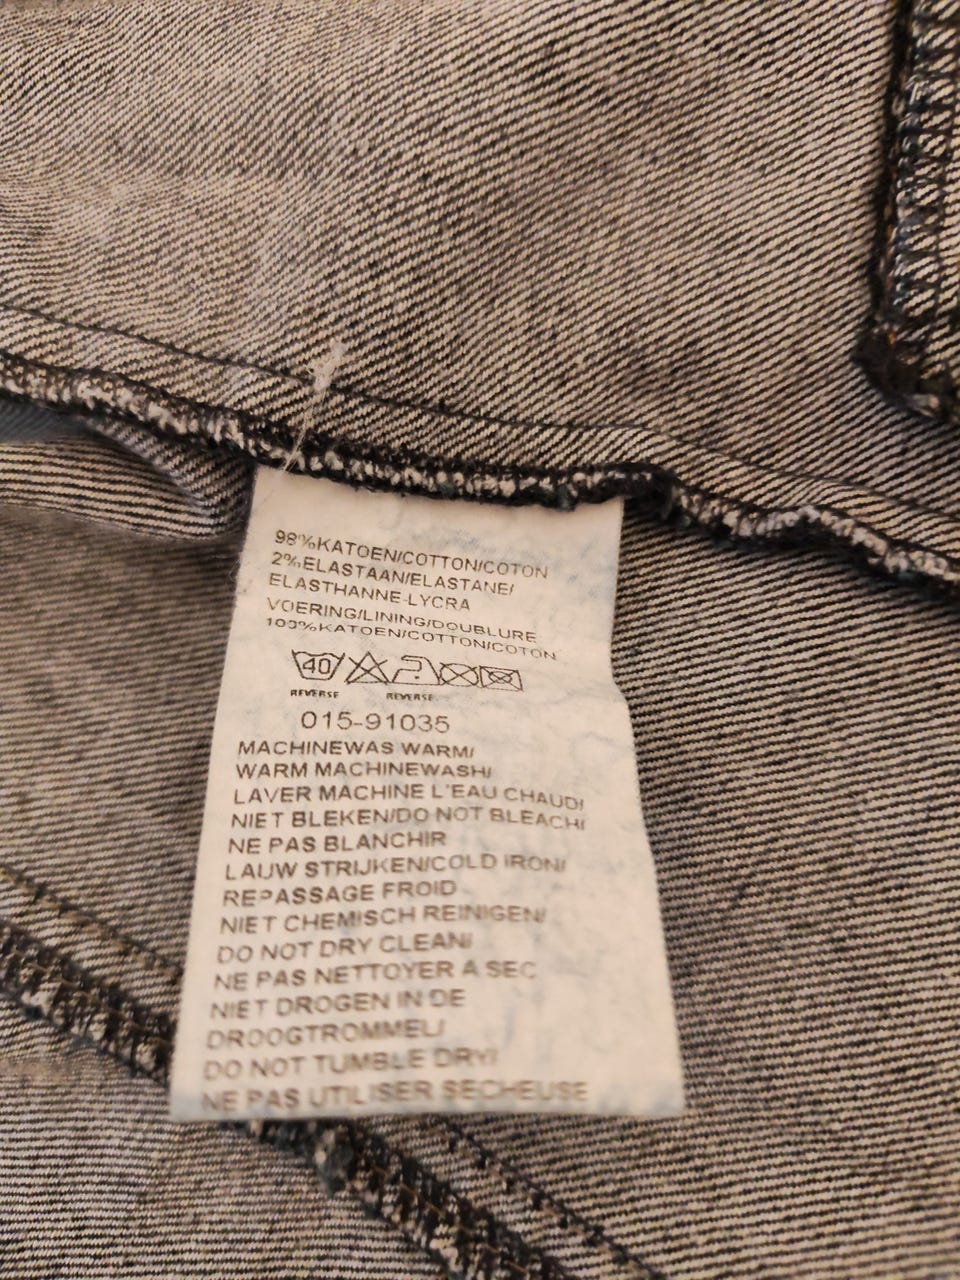 98%KATOEN/COTTON/COTON
2%ELASTAAN/ELASTANE/
ELASTHANNE-LYCRA
VOERING/LINING/DOUBLURE
100%KATOEN/COTTON/COTON
40
REVERSE REVERSE
015-91035
MACHINEWAS WARM/
WARM MACHINEWASH/
LAVER MACHINE L'EAU CHAUD/
NIET BLEKEN/DO NOT BLEACH/
NE PAS BLANCHIR
LAUW STRIJKEN/COLD IRON/
REPASSAGE FROID
NIET CHEMISCH REINIGEN/
DO NOT DRY CLEAN/
NE PAS NETTOYER A SEC
NIET DROGEN IN DE
DROOGTROMMEL/
DO NOT TUMBLE DRY/
NE PAS UTILISER SECHEUSE